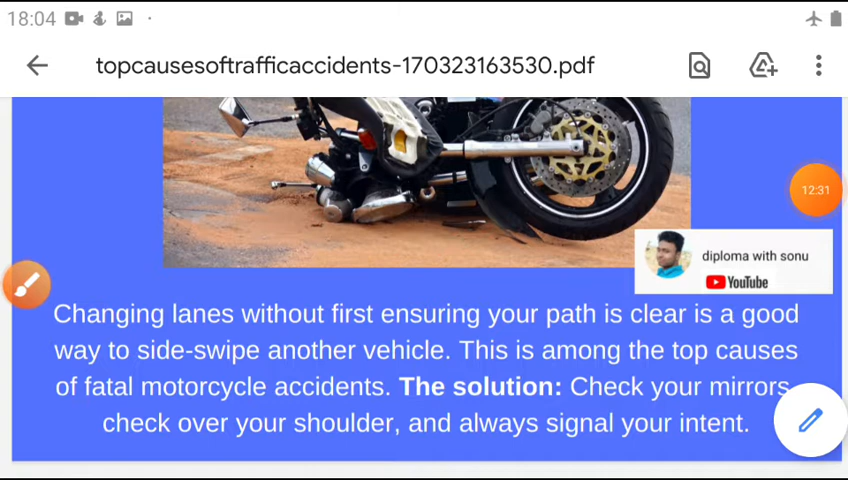 18:04
topcausesoftrafficaccidents-170323163530.pdf
12:31
diploma with sonu
YouTube
Changing lanes without first ensuring your path is clear is a good
way to side-swipe another vehicle. This is among the top causes
of fatal motorcycle accidents. The solution: Check your mirrors,
check over your shoulder, and always signal your intent.